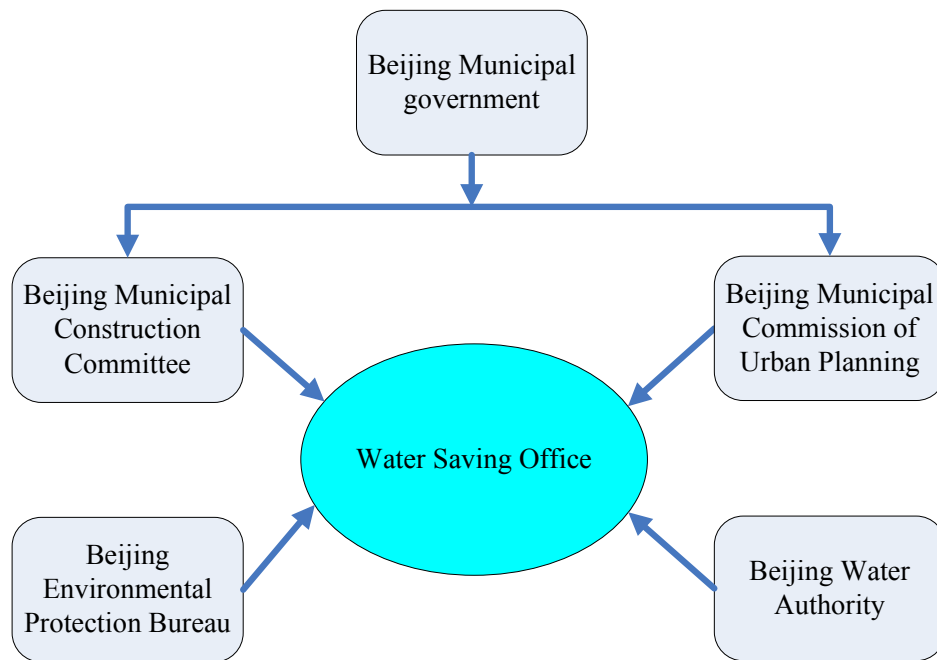 Beijing Municipal
government
Beijing Municipal
Construction
Committee
Beijing Municipal
Commission of
Urban Planning
Water Saving Office
Beijing
Environmental
Protection Bureau
Beijing Water
Authority